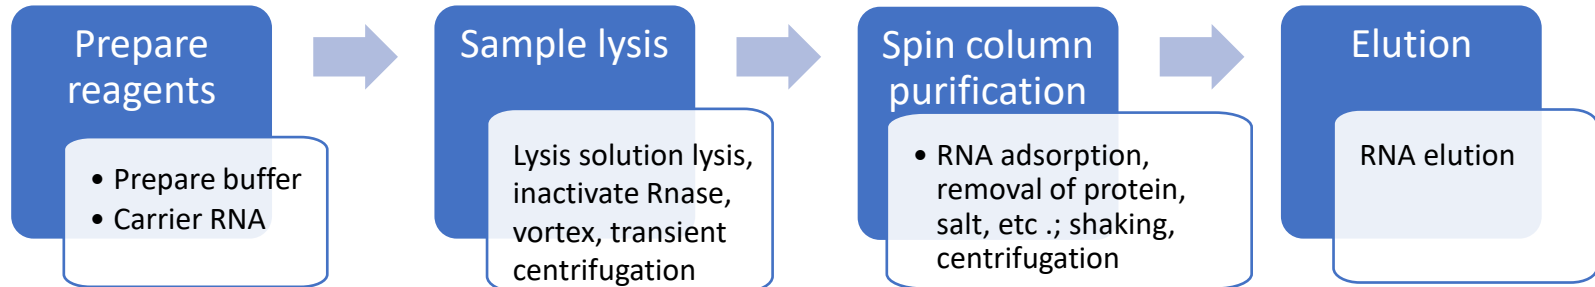 Prepare
reagents
• Prepare buffer
• Carrier RNA
Sample lysis
Lysis solution lysis,
inactivate Rnase,
vortex, transient
centrifugation
Spin column
purification
• RNA adsorption,
removal of protein,
salt, etc .; shaking,
centrifugation
Elution
RNA elution